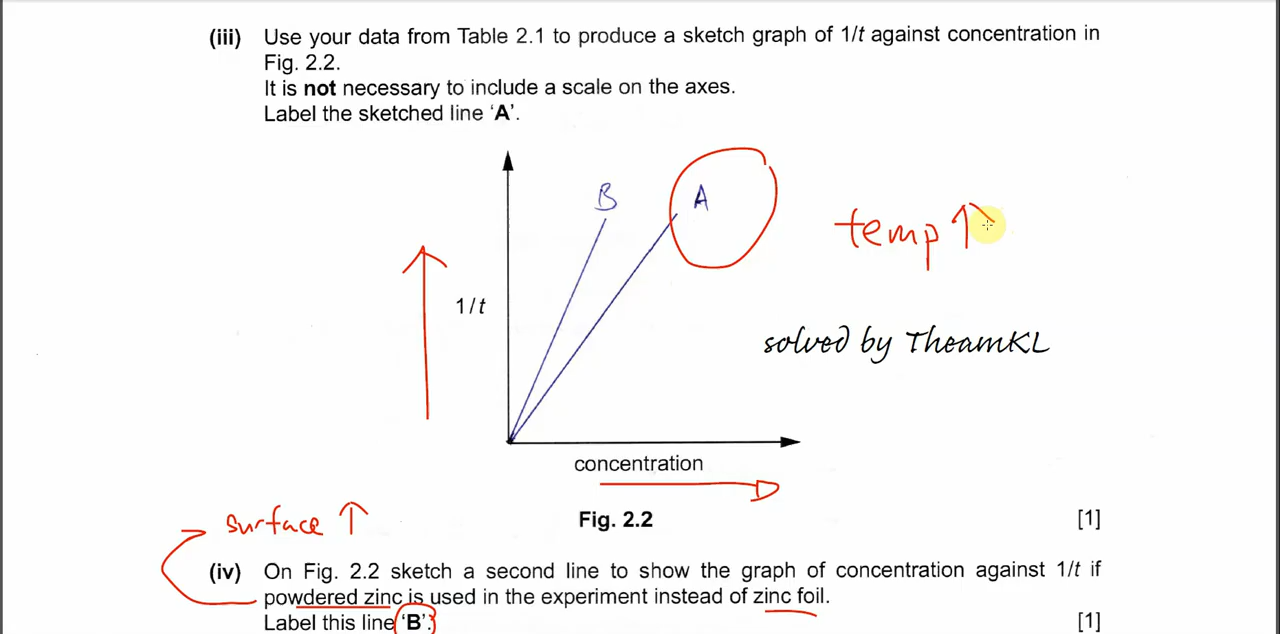 (iii) Use your data from Table 2.1 to produce a sketch graph of 1/t against concentration in
Fig. 2.2.
It is not necessary to include a scale on the axes.
Label the sketched line ‘A’.
B
A
temp ↑
1/t
solved by TheamKL
concentration
surface ↑
Fig. 2.2
[1]
(iv) On Fig. 2.2 sketch a second line to show the graph of concentration against 1/t if
powdered zinc is used in the experiment instead of zinc foil.
Label this line ‘B’.
[1]